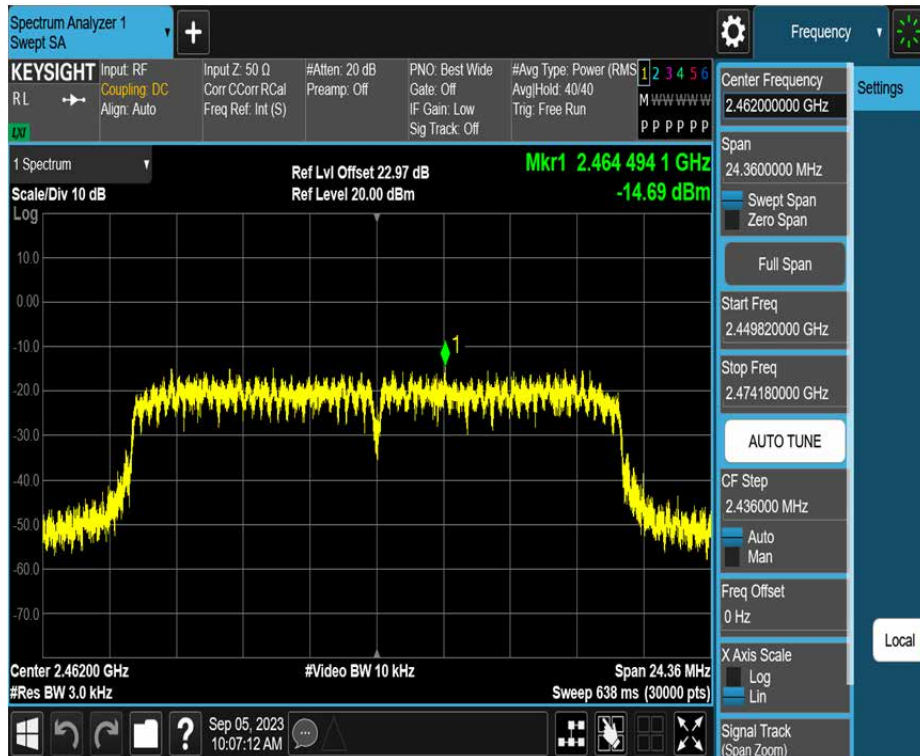 Spectrum Analyzer 1
Swept SA
Frequency
KEYSIGHT
Input: RF
Input Z: 50 Ω
#Atten: 20 dB
PNO: Best Wide
#Avg Type: Power (RMS
1 2 3 4 5 6
R L
Coupling: DC
Corr CCorr RCal
Preamp: Off
Gate: Off
Avg|Hold: 40/40
M W W W W W
Align: Auto
Freq Ref: Int (S)
IF Gain: Low
Trig: Free Run
Sig Track: Off
P P P P P P
LXI
1 Spectrum
Ref Lvl Offset 22.97 dB
Mkr1 2.464 494 1 GHz
Scale/Div 10 dB
Ref Level 20.00 dBm
-14.69 dBm
Log
10.0
0.00
-10.0
1
-20.0
-30.0
-40.0
-50.0
-60.0
-70.0
Center 2.46200 GHz
#Video BW 10 kHz
Span 24.36 MHz
#Res BW 3.0 kHz
Sweep 638 ms (30000 pts)
?
Sep 05, 2023
10:07:12 AM
Center Frequency
2.462000000 GHz
Settings
Span
24.3600000 MHz
Swept Span
Zero Span
Full Span
Start Freq
2.449820000 GHz
Stop Freq
2.474180000 GHz
AUTO TUNE
CF Step
2.436000 MHz
Auto
Man
Freq Offset
0 Hz
X Axis Scale
Log
Lin
Local
Signal Track
(Span Zoom)